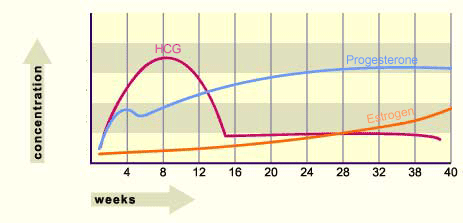 HCG
Progesterone
Estrogen
concentration
4 8 12 16 20 24 28 32 36 40
weeks